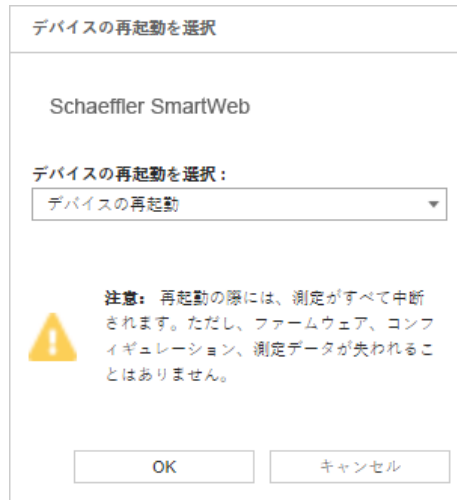 デバイスの再起動を選択
Schaeffler SmartWeb
デバイスの再起動を選択：
デバイスの再起動
注意： 再起動の際には、測定がすべて中断
されます。ただし、ファームウェア、コンフ
ィギュレーション、測定データが失われるこ
とはありません。
OK
キャンセル